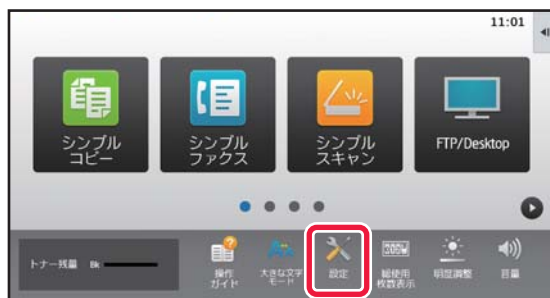 11:01
シンプル
コピー
シンプル
ファクス
シンプル
スキャン
FTP/Desktop
トナー残量 Bk
操作
ガイド
大きな文字
モード
設定
総使用
枚数表示
明度調整
音量